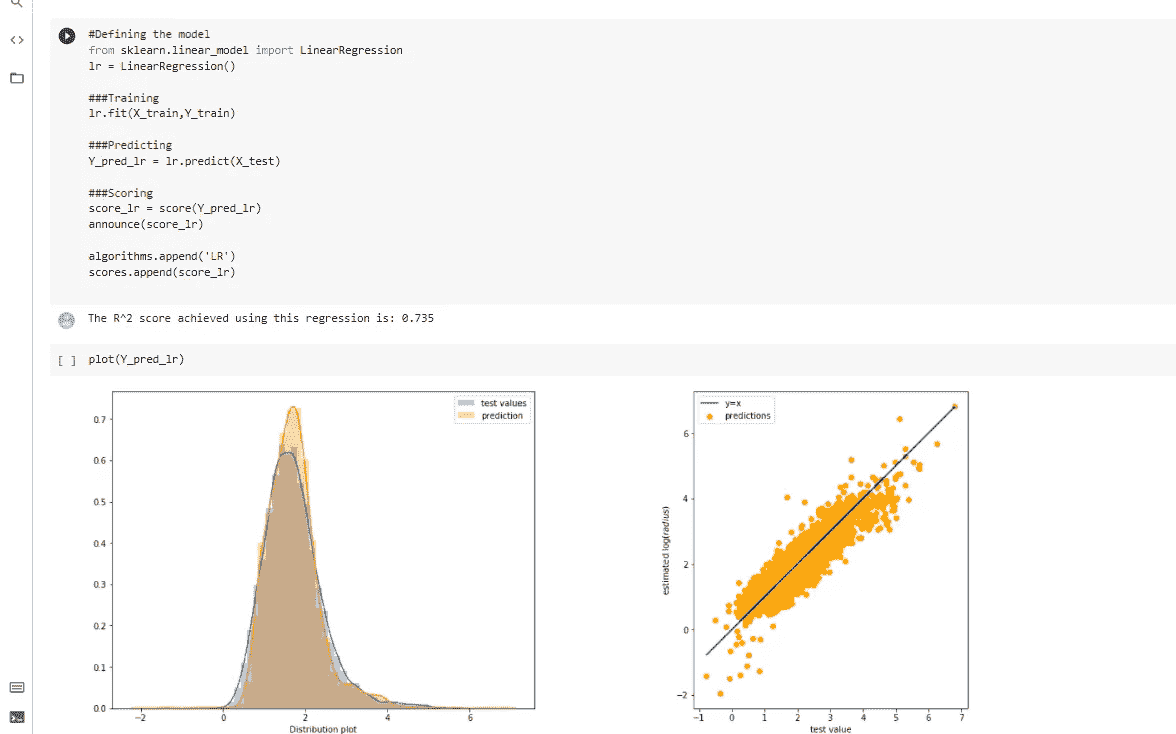 #Defining the model
from sklearn.linear_model import LinearRegression
lr = LinearRegression()
###Training
lr.fit(X_train,Y_train)
###Predicting
Y_pred_lr = lr.predict(X_test)
###Scoring
score_lr = score(Y_pred_lr)
announce(score_lr)
algorithms.append('LR')
scores.append(score_lr)
The R^2 score achieved using this regression is: 0.735
[ ] plot(Y_pred_lr)
test values
prediction
0.7
0.6
0.5
0.4
0.3
0.2
0.1
0.0
−2 0 2 4 6
Distribution plot
y=x
predictions
estimated log(radius)
6
4
2
0
−2
−1 0 1 2 3 4 5 6 7
test value